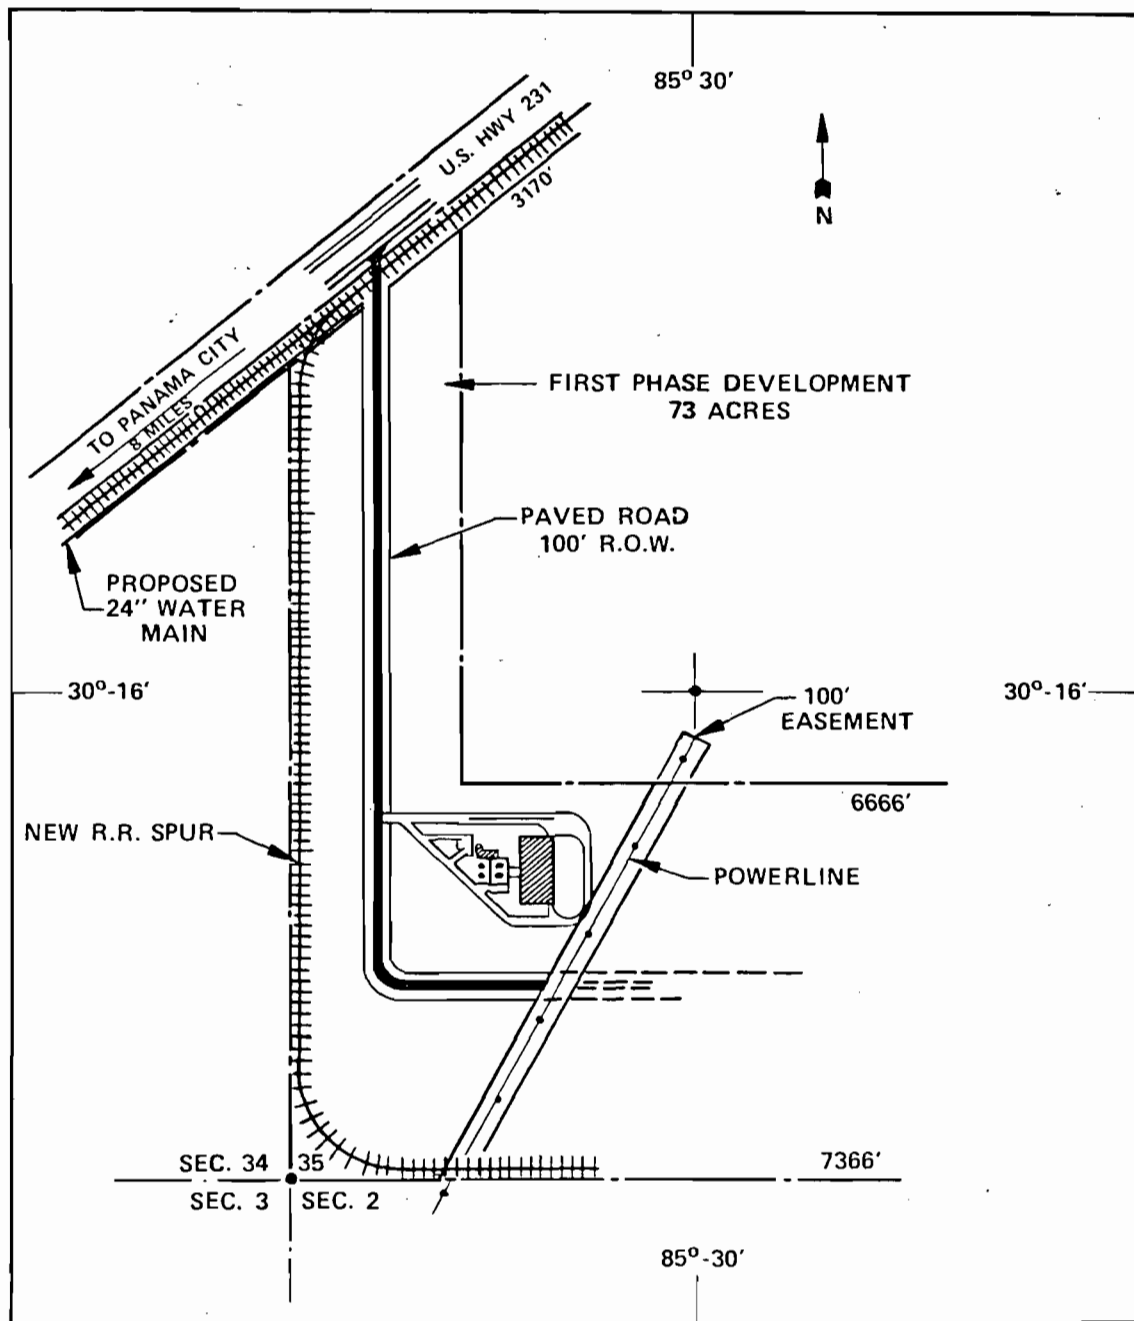 85° 30'
U.S. HWY 231
3170'
N
TO PANAMA CITY
8 MILES
FIRST PHASE DEVELOPMENT
73 ACRES
PAVED ROAD
100' R.O.W.
PROPOSED
24" WATER
MAIN
30°-16'
30°-16'
100'
EASEMENT
6666'
NEW R.R. SPUR
POWERLINE
SEC. 34
35
7366'
SEC. 3
SEC. 2
85°-30'